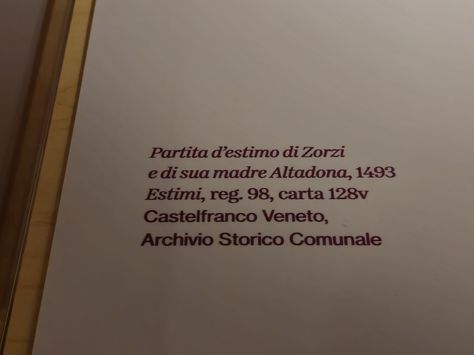 Partita d'estimo di Zorzi
e di sua madre Altadona, 1493
Estimi, reg. 98, carta 128v
Castelfranco Veneto,
Archivio Storico Comunale